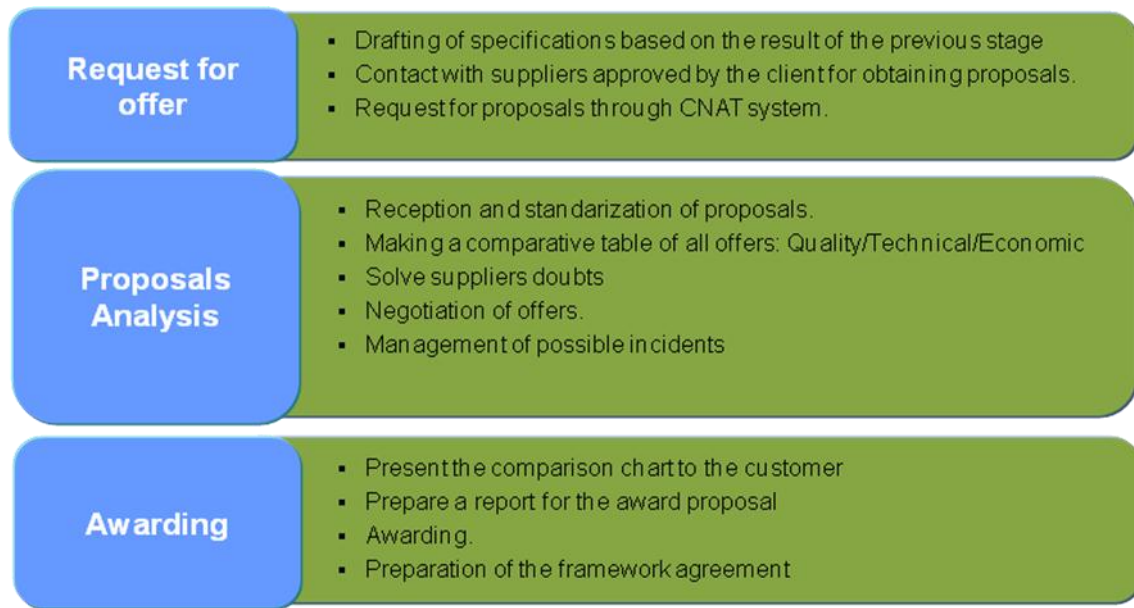 Request for
offer
▪ Drafting of specifications based on the result of the previous stage
▪ Contact with suppliers approved by the client for obtaining proposals.
▪ Request for proposals through CNAT system.
Proposals
Analysis
▪ Reception and standarization of proposals.
▪ Making a comparative table of all offers: Quality/Technical/Economic
▪ Solve suppliers doubts
▪ Negotiation of offers.
▪ Management of possible incidents
Awarding
▪ Present the comparison chart to the customer
▪ Prepare a report for the award proposal
▪ Awarding.
▪ Preparation of the framework agreement